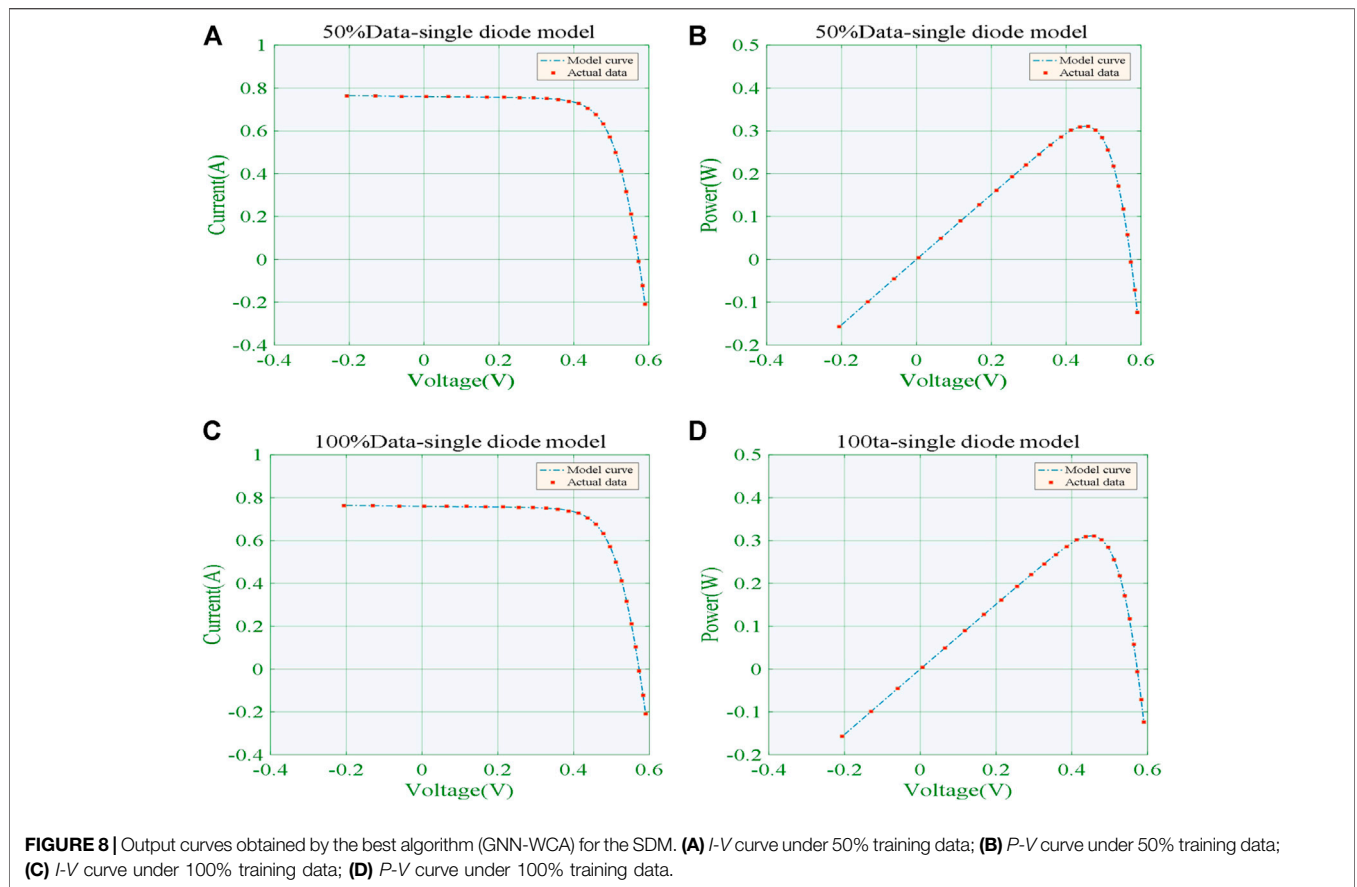 A
50%Data-single diode model
1
0.8
0.6
0.4
0.2
0
-0.2
-0.4
Current(A)
Model curve
Actual data
-0.4
-0.2
0
0.2
0.4
0.6
Voltage(V)
B
50%Data-single diode model
0.5
0.4
0.3
0.2
0.1
0
-0.1
-0.2
Power(W)
Model curve
Actual data
-0.4
-0.2
0
0.2
0.4
0.6
Voltage(V)
C
100%Data-single diode model
1
0.8
0.6
0.4
0.2
0
-0.2
-0.4
Current(A)
Model curve
Actual data
-0.4
-0.2
0
0.2
0.4
0.6
Voltage(V)
D
100ta-single diode model
0.5
0.4
0.3
0.2
0.1
0
-0.1
-0.2
Power(W)
Model curve
Actual data
-0.4
-0.2
0
0.2
0.4
0.6
Voltage(V)
FIGURE 8 | Output curves obtained by the best algorithm (GNN-WCA) for the SDM. (A) I-V curve under 50% training data; (B) P-V curve under 50% training data;
(C) I-V curve under 100% training data; (D) P-V curve under 100% training data.